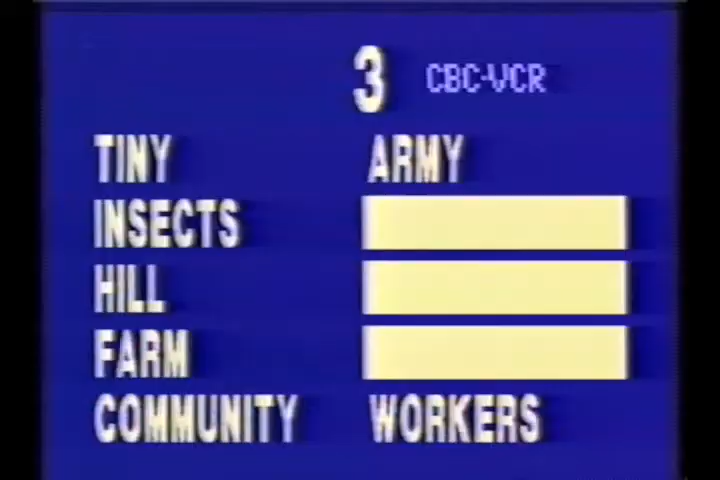 3 CBC-VCR
TINY ARMY
INSECTS
HILL
FARM
COMMUNITY WORKERS